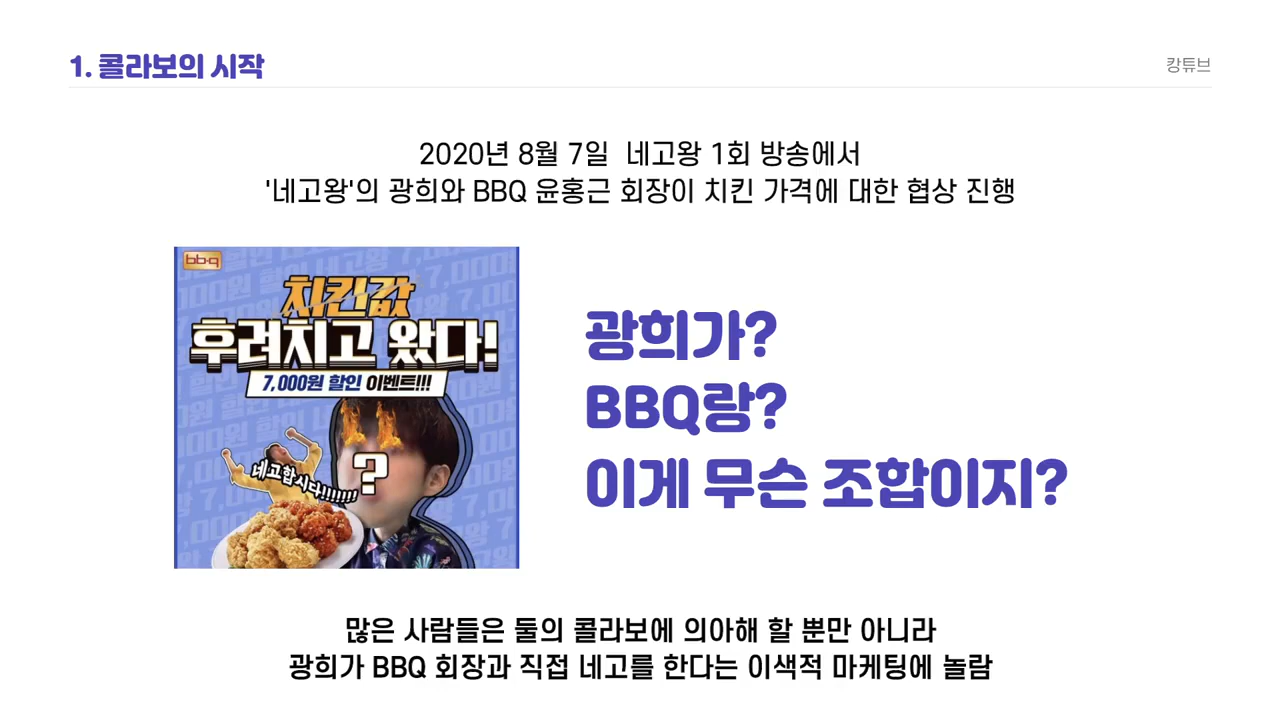 1. 콜라보의 시작
캉튜브
2020년 8월 7일 네고왕 1회 방송에서
'네고왕'의 광희와 BBQ 윤홍근 회장이 치킨 가격에 대한 협상 진행
bb.q
치킨값
후려치고 왔다!
7,000원 할인 이벤트!!!
네고합시다!!!!!!!
?
광희가?
BBQ랑?
이게 무슨 조합이지?
많은 사람들은 둘의 콜라보에 의아해 할 뿐만 아니라
광희가 BBQ 회장과 직접 네고를 한다는 이색적 마케팅에 놀람